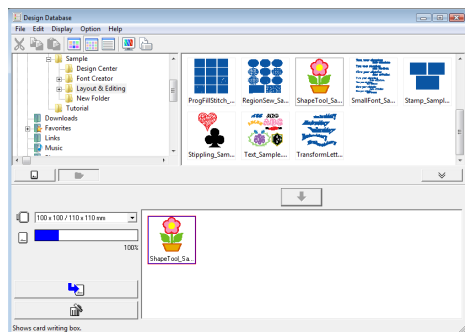 Design Database
File Edit Display Option Help
Sample
Design Center
Font Creator
Layout & Editing
New Folder
Tutorial
Downloads
Favorites
Links
Music
ProgFillStitch_...
RegionSew_Sa...
ShapeTool_Sa...
SmallFont_Sa...
Stamp_Sampl...
Stippling_Sam...
Text_Sample....
TransformLett...
100 x 100 / 110 x 110 mm
100%
ShapeTool_Sa...
Shows card writing box.